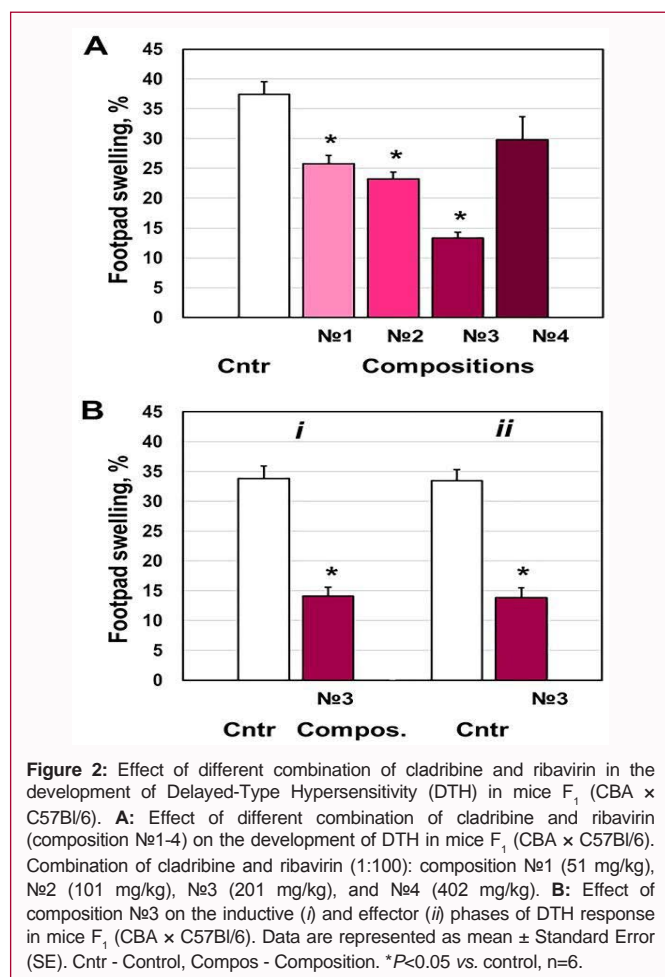 A
Footpad swelling, %
45
40
35
30
25
20
15
10
5
0
*
*
*
№1 №2 №3 №4
Cntr Compositions
B
Footpad swelling, %
45
40
35
30
25
20
15
10
5
0
i ii
*
*
№3 №3
Cntr Compos. Cntr
Figure 2: Effect of different combination of cladribine and ribavirin in the
development of Delayed-Type Hypersensitivity (DTH) in mice F₁ (CBA ×
C57Bl/6). A: Effect of different combination of cladribine and ribavirin
(composition №1-4) on the development of DTH in mice F₁ (CBA × C57Bl/6).
Combination of cladribine and ribavirin (1:100): composition №1 (51 mg/kg),
№2 (101 mg/kg), №3 (201 mg/kg), and №4 (402 mg/kg). B: Effect of
composition №3 on the inductive (i) and effector (ii) phases of DTH response
in mice F₁ (CBA × C57Bl/6). Data are represented as mean ± Standard Error
(SE). Cntr - Control, Compos - Composition. *P<0.05 vs. control, n=6.